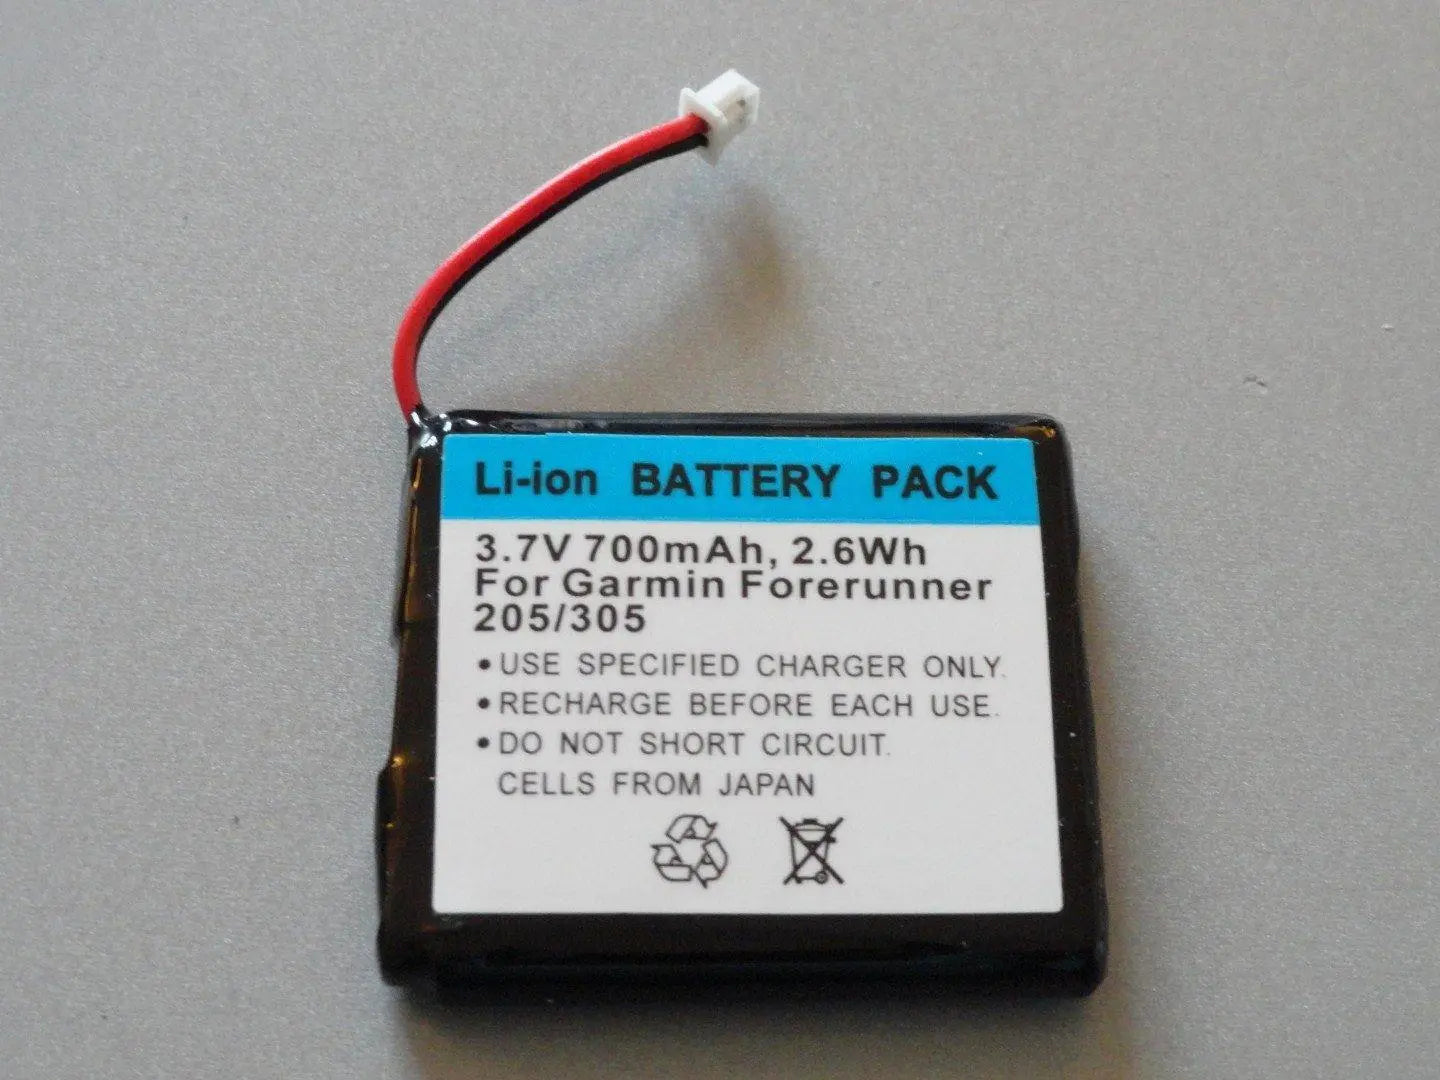 Li-ion BATTERY PACK
3.7V 700mAh, 2.6Wh
For Garmin Forerunner
205/305
•USE SPECIFIED CHARGER ONLY.
•RECHARGE BEFORE EACH USE.
•DO NOT SHORT CIRCUIT.
CELLS FROM JAPAN